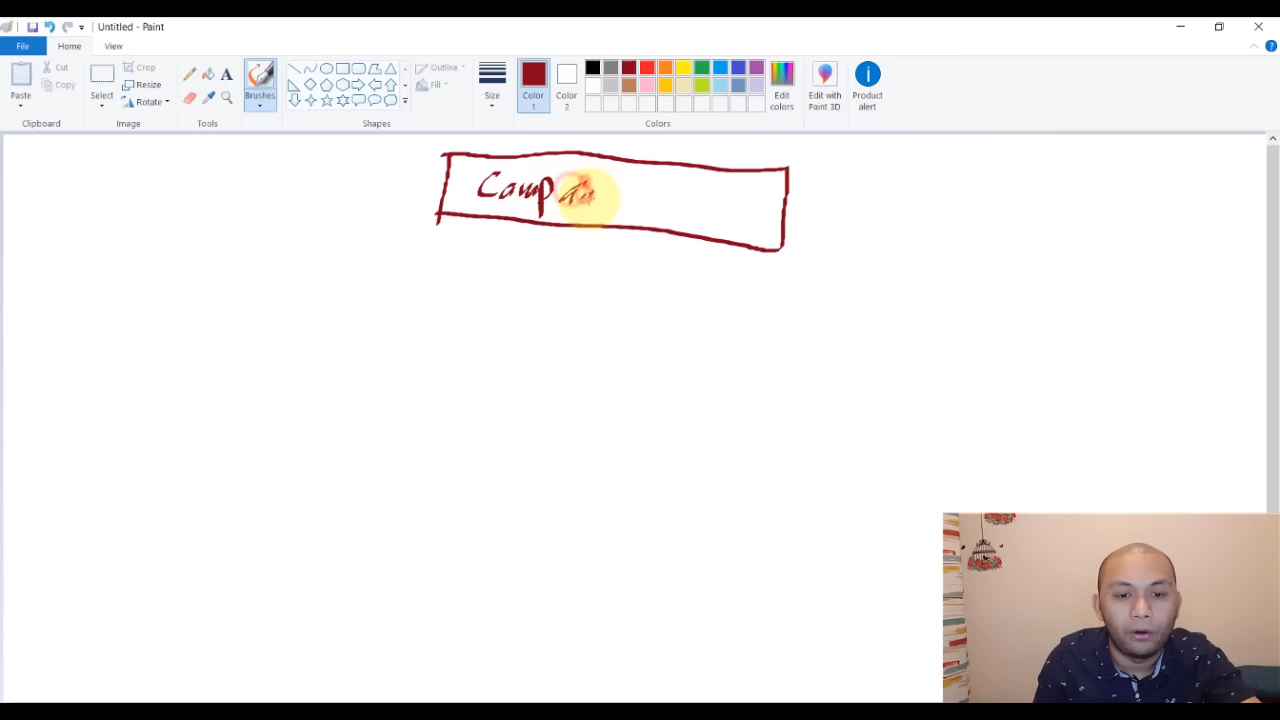 Untitled - Paint
File
Home
View
Paste
Cut
Copy
Select
Crop
Resize
Rotate
A
Brushes
Outline
Fill
Size
Color
1
Color
2
Edit
colors
Edit with
Paint 3D
Product
alert
Clipboard
Image
Tools
Shapes
Colors
Campai